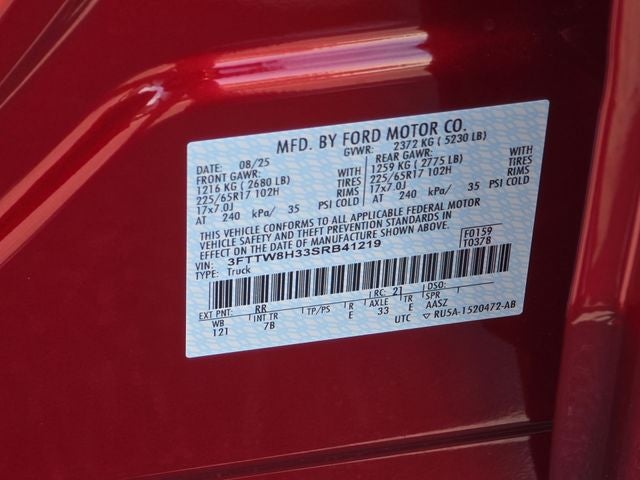 MFD. BY FORD MOTOR CO.
DATE: 08/25 GVWR: 2372 KG ( 5230 LB)
FRONT GAWR: REAR GAWR:
1216 KG ( 2680 LB) WITH 1259 KG ( 2775 LB) WITH
225/65R17 102H TIRES 225/65R17 102H TIRES
17x7.0J RIMS 17x7.0J RIMS
AT 240 kPa/ 35 PSI COLD AT 240 kPa/ 35 PSI COLD
THIS VEHICLE CONFORMS TO ALL APPLICABLE FEDERAL MOTOR
VEHICLE SAFETY AND THEFT PREVENTION STANDARDS IN
EFFECT ON THE DATE OF MANUFACTURE SHOWN ABOVE.
VIN: 3FTTW8H33SRB41219 F0159
TYPE: Truck T0378
EXT PNT: RR RC: 21 DSO:
WB INT TR TP/PS R AXLE TR SPR
121 7B E 33 E AASZ
UTC ▽ RU5A-1520472-AB